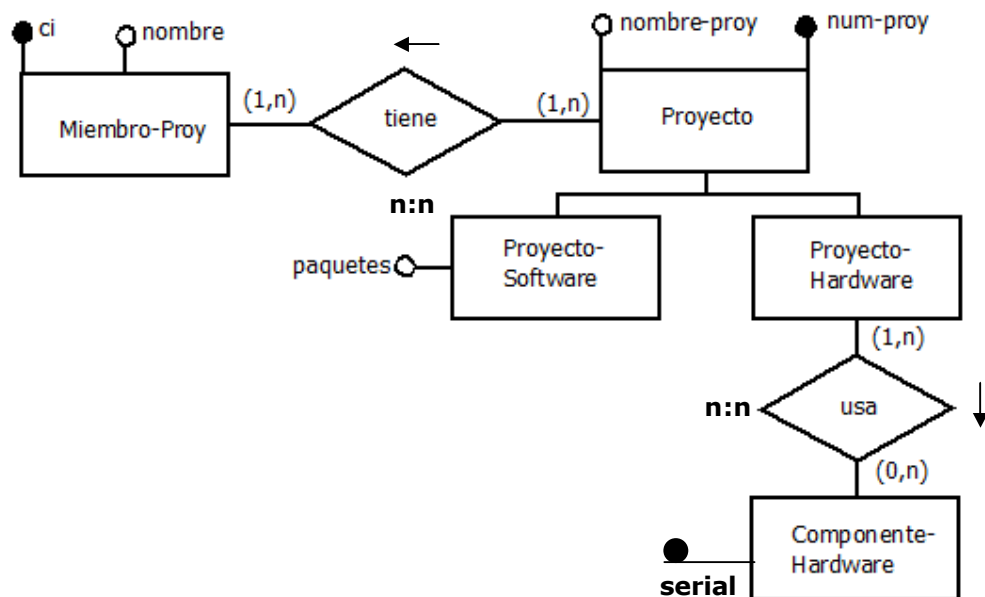 ci
nombre
nombre-proy
num-proy
(1,n)
(1,n)
Miembro-Proy
tiene
Proyecto
n:n
paquetes
Proyecto-
Software
Proyecto-
Hardware
(1,n)
n:n
usa
(0,n)
Componente-
Hardware
serial